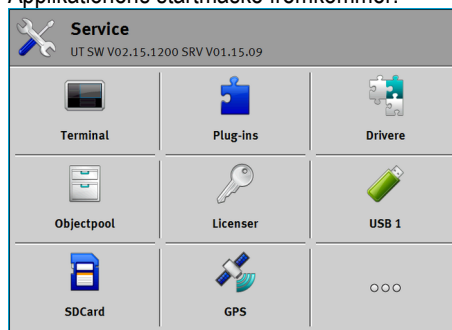 Applikationens startmaske fremkommer.
Service
UT SW V02.15.1200 SRV V01.15.09
Terminal
Plug-ins
Drivere
Objectpool
Licenser
USB 1
SDCard
GPS